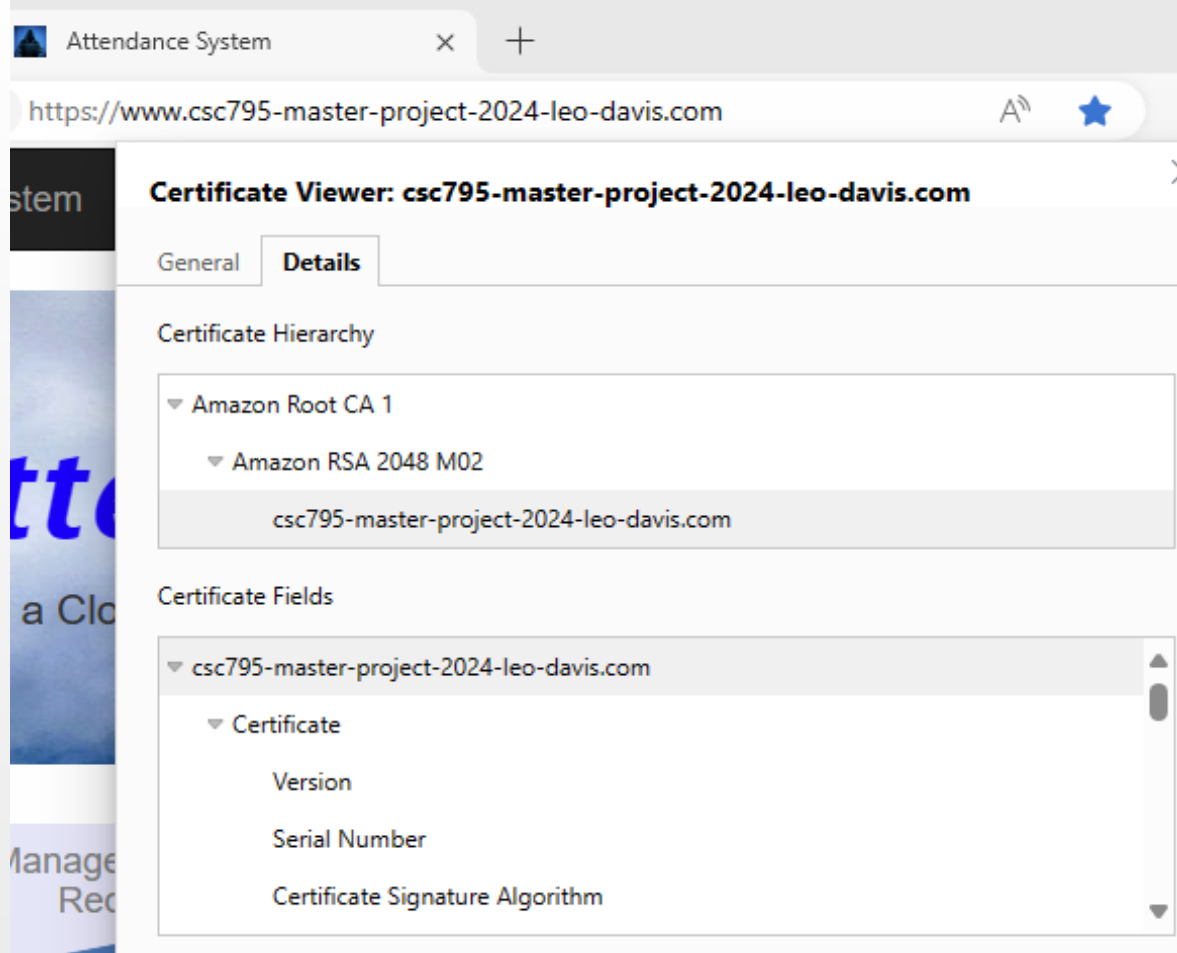 Attendance System
https://www.csc795-master-project-2024-leo-davis.com
Certificate Viewer: csc795-master-project-2024-leo-davis.com
General Details
Certificate Hierarchy
Amazon Root CA 1
Amazon RSA 2048 M02
csc795-master-project-2024-leo-davis.com
Certificate Fields
csc795-master-project-2024-leo-davis.com
Certificate
Version
Serial Number
Certificate Signature Algorithm
stem
tte
a Clo
Manage
Rec